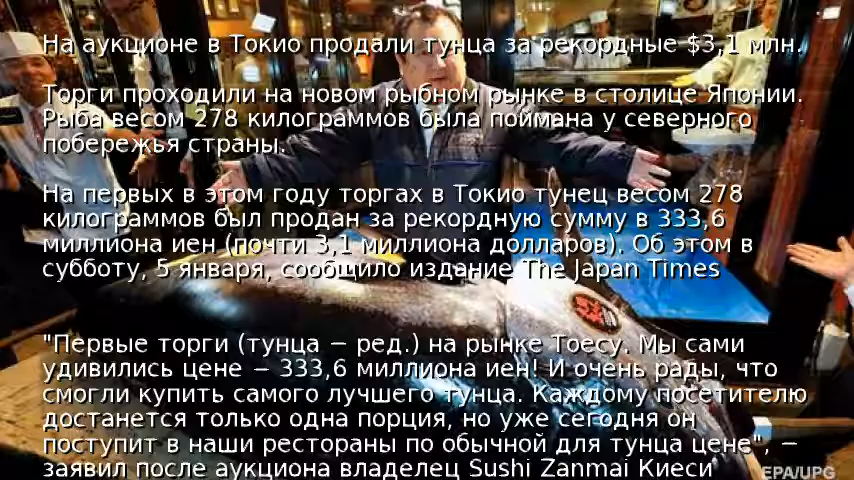 На аукционе в Токио продали тунца за рекордные $3,1 млн.
Торги проходили на новом рыбном рынке в столице Японии.
Рыба весом 278 килограммов была поймана у северного
побережья страны.
На первых в этом году торгах в Токио тунец весом 278
килограммов был продан за рекордную сумму в 333,6
миллиона иен (почти 3,1 миллиона долларов). Об этом в
субботу, 5 января, сообщило издание The Japan Times
"Первые торги (тунца − ред.) на рынке Тоесу. Мы сами
удивились цене − 333,6 миллиона иен! И очень рады, что
смогли купить самого лучшего тунца. Каждому посетителю
достанется только одна порция, но уже сегодня он
поступит в наши рестораны по обычной для тунца цене", −
заявил после аукциона владелец Sushi Zanmai Киеси
EPA/UPG